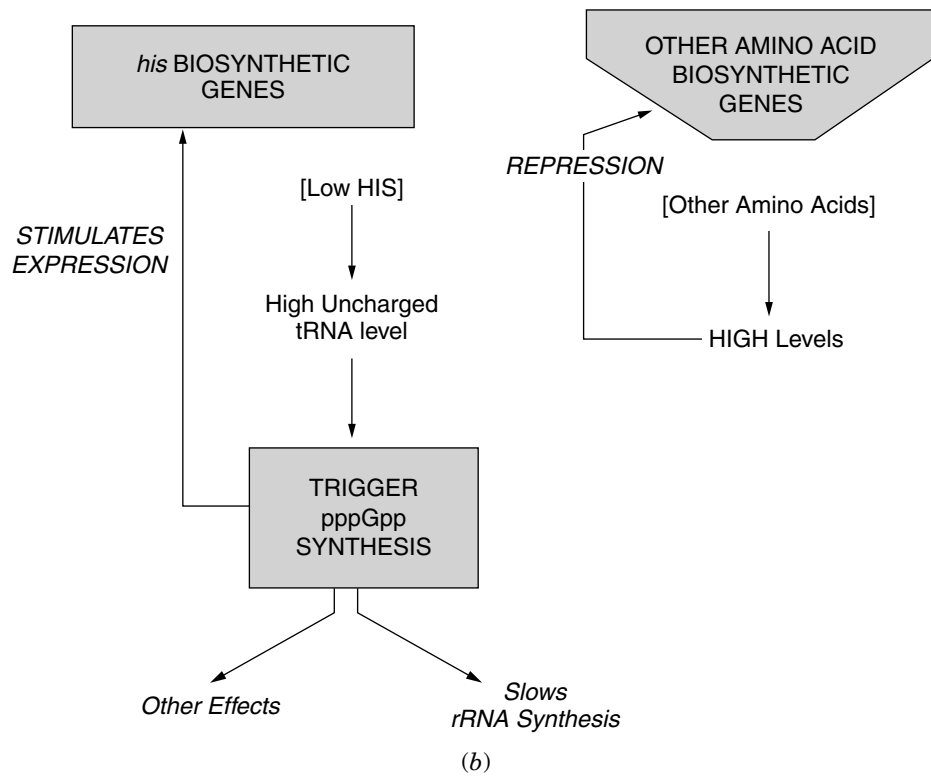 his BIOSYNTHETIC
GENES
OTHER AMINO ACID
BIOSYNTHETIC
GENES
REPRESSION
[Low HIS]
[Other Amino Acids]
STIMULATES
EXPRESSION
High Uncharged
tRNA level
HIGH Levels
TRIGGER
pppGpp
SYNTHESIS
Other Effects
Slows
rRNA Synthesis
(b)